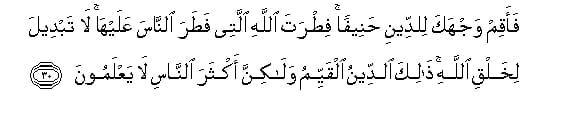 فَأَقِمْ وَجْهَكَ لِلدِّينِ حَنِيفًا ۚ فِطْرَتَ ٱللَّهِ ٱلَّتِى فَطَرَ ٱلنَّاسَ عَلَيْهَا ۚ لَا تَبْدِيلَ
لِخَلْقِ ٱللَّهِ ۚ ذَٰلِكَ ٱلدِّينُ ٱلْقَيِّمُ وَلَـٰكِنَّ أَكْثَرَ ٱلنَّاسِ لَا يَعْلَمُونَ ٣٠